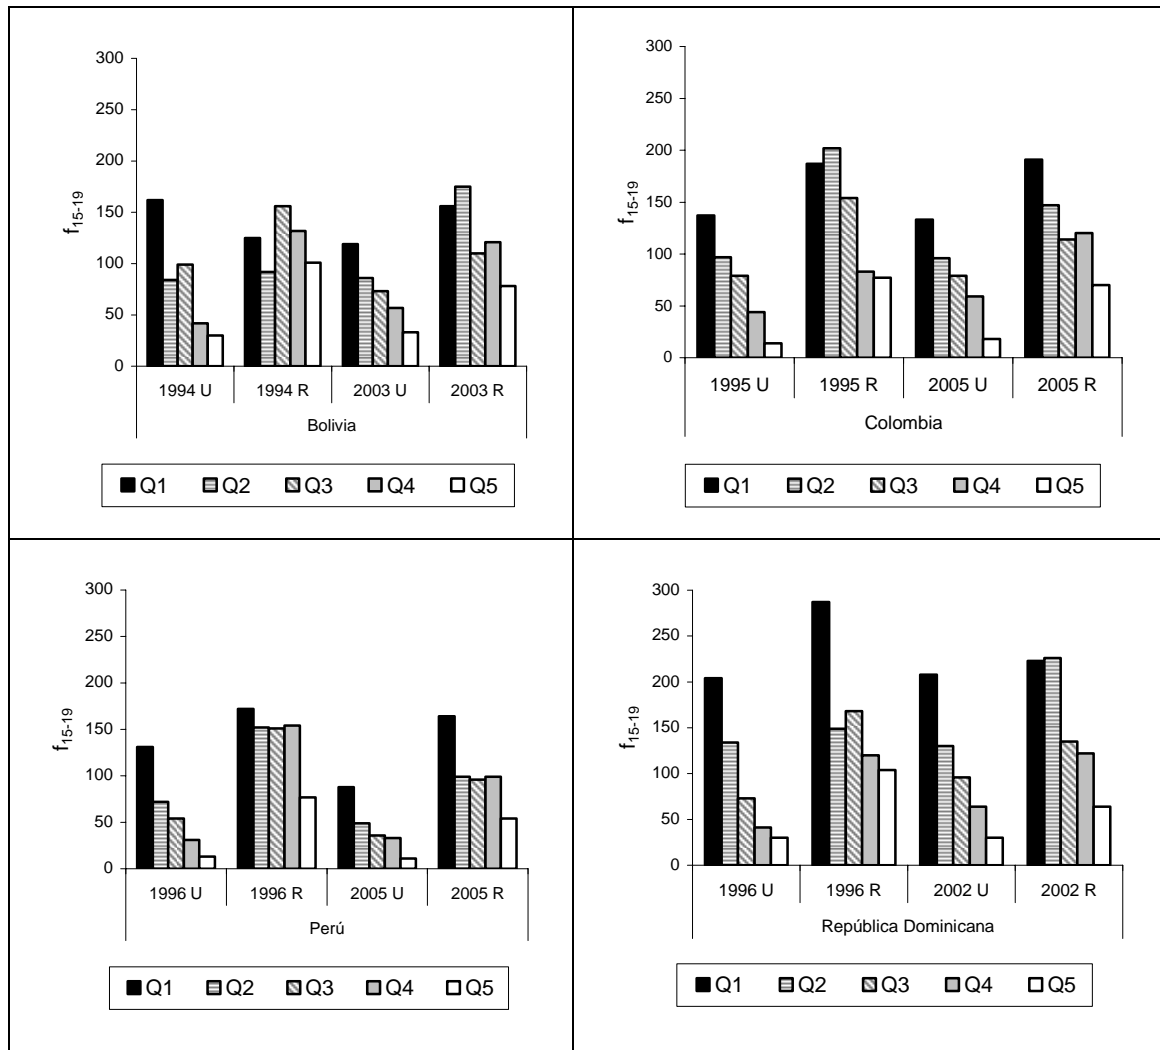 300
250
200
150
100
50
0
f15-19
1994 U 1994 R 2003 U 2003 R
Bolivia
Q1 Q2 Q3 Q4 Q5
300
250
200
150
100
50
0
f15-19
1995 U 1995 R 2005 U 2005 R
Colombia
Q1 Q2 Q3 Q4 Q5
300
250
200
150
100
50
0
f15-19
1996 U 1996 R 2005 U 2005 R
Perú
Q1 Q2 Q3 Q4 Q5
300
250
200
150
100
50
0
f15-19
1996 U 1996 R 2002 U 2002 R
República Dominicana
Q1 Q2 Q3 Q4 Q5